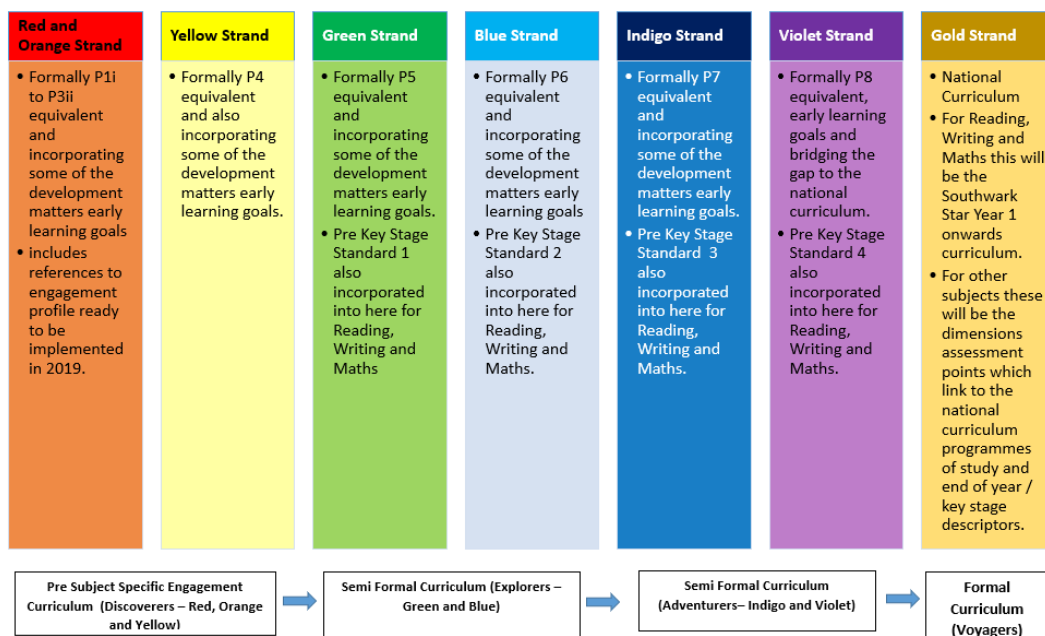 Red and
Orange Strand
• Formally P1i
to P3ii
equivalent
and
incorporating
some of the
development
matters early
learning goals
• includes
references to
engagement
profile ready
to be
implemented
in 2019.
Yellow Strand
• Formally P4
equivalent
and also
incorporating
some of the
development
matters early
learning goals.
Green Strand
• Formally P5
equivalent
and
incorporating
some of the
development
matters early
learning goals.
• Pre Key Stage
Standard 1
also
incorporated
into here for
Reading,
Writing and
Maths
Blue Strand
• Formally P6
equivalent
and
incorporating
some of the
development
matters early
learning goals
• Pre Key Stage
Standard 2 also
incorporated
into here for
Reading,
Writing and
Maths.
Indigo Strand
• Formally P7
equivalent
and
incorporating
some of the
development
matters early
learning goals.
• Pre Key Stage
Standard 3
also
incorporated
into here for
Reading,
Writing and
Maths.
Violet Strand
• Formally P8
equivalent,
early learning
goals and
bridging the
gap to the
national
curriculum.
• Pre Key Stage
Standard 4
also
incorporated
into here for
Reading,
Writing and
Maths.
Gold Strand
• National
Curriculum
• For Reading,
Writing and
Maths this will
be the
Southwark
Star Year 1
onwards
curriculum.
• For other
subjects these
will be the
dimensions
assessment
points which
link to the
national
curriculum
programmes
of study and
end of year /
key stage
descriptors.
Pre Subject Specific Engagement
Curriculum (Discoverers – Red, Orange
and Yellow)
Semi Formal Curriculum (Explorers –
Green and Blue)
Semi Formal Curriculum
(Adventurers– Indigo and Violet)
Formal
Curriculum
(Voyagers)